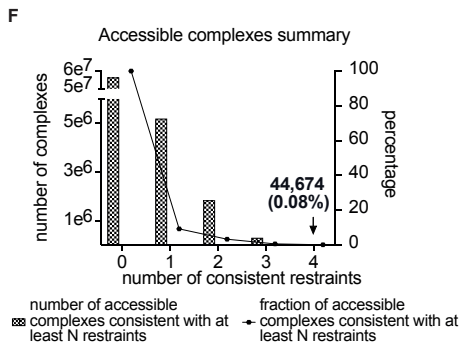 F
Accessible complexes summary
number of complexes
6e7
5e7
5e6
3e6
1e6
100
80
60
40
20
0
percentage
44,674
(0.08%)
0 1 2 3 4
number of consistent restraints
number of accessible
complexes consistent with at
least N restraints
fraction of accessible
complexes consistent with at
least N restraints